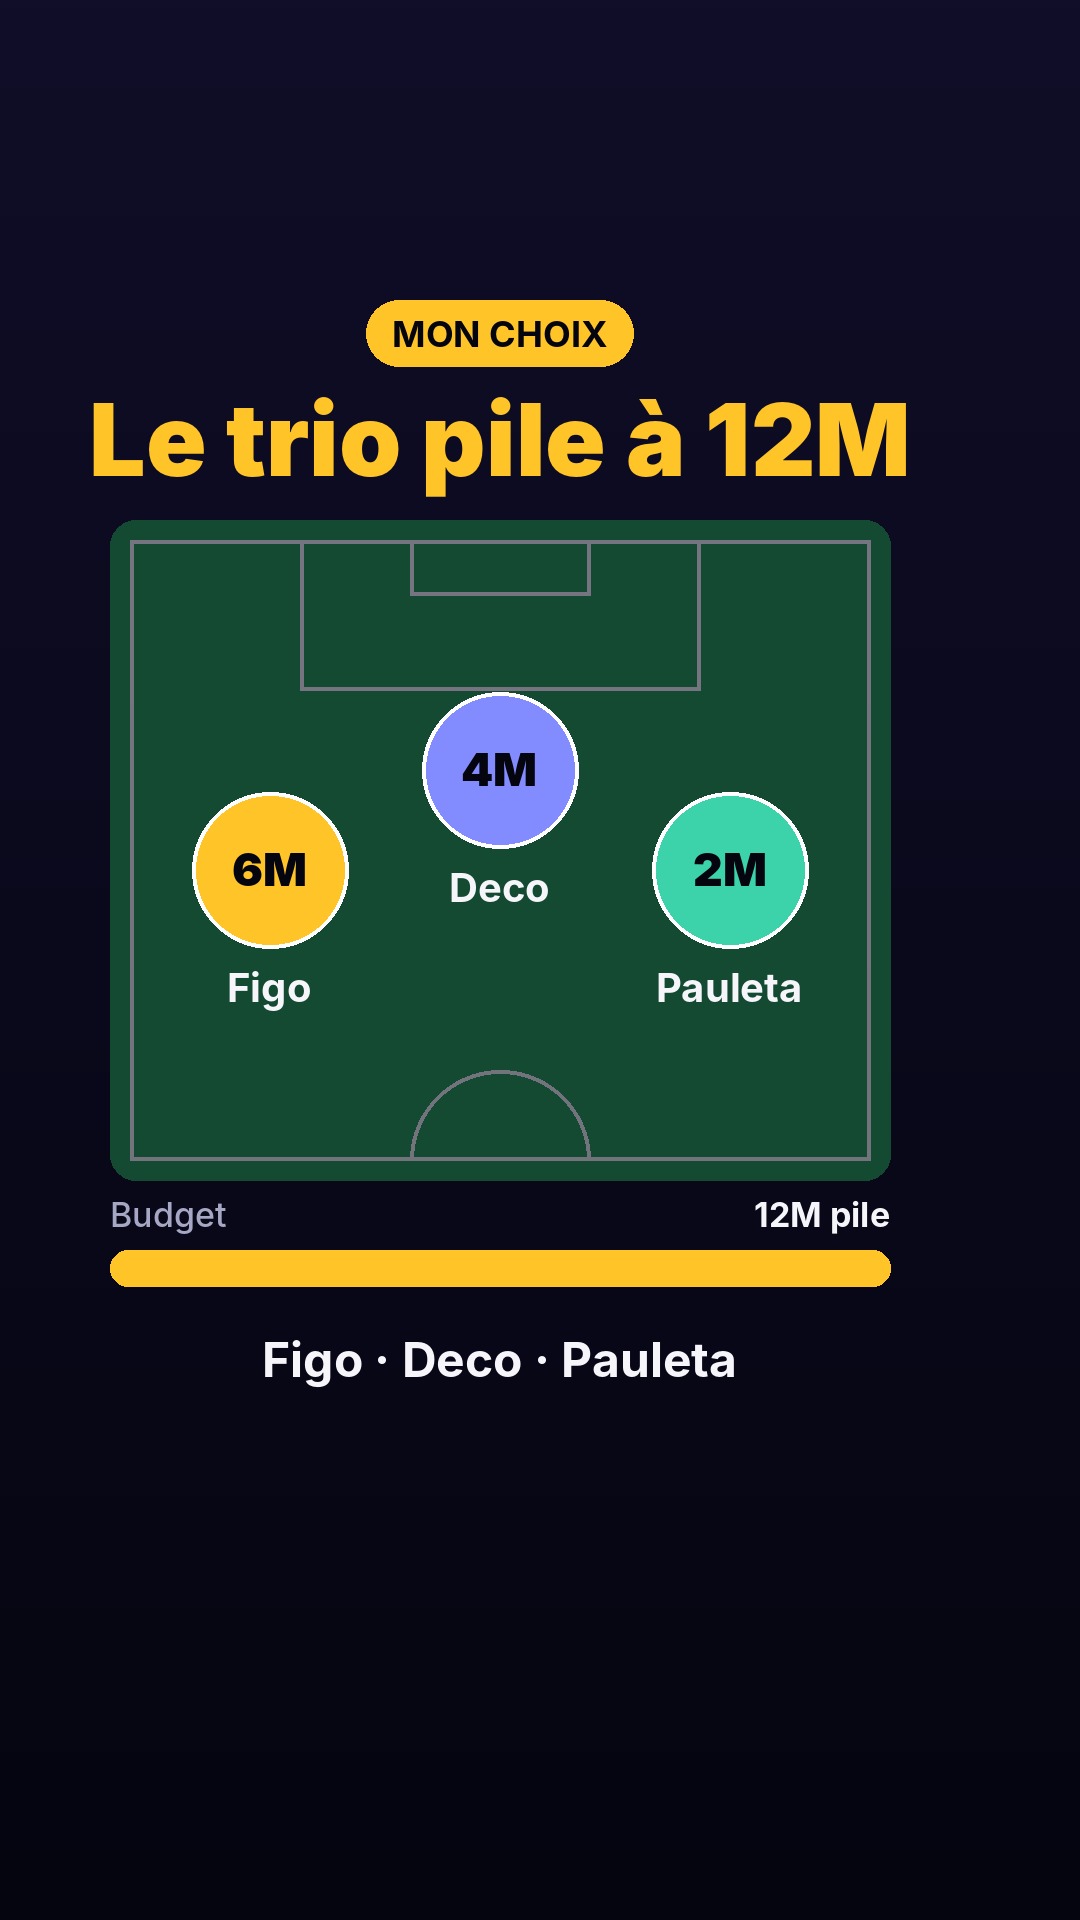 MON CHOIX
Le trio pile à 12M
4M
6M
2M
Deco
Figo
Pauleta
Budget
12M pile
Figo · Deco · Pauleta